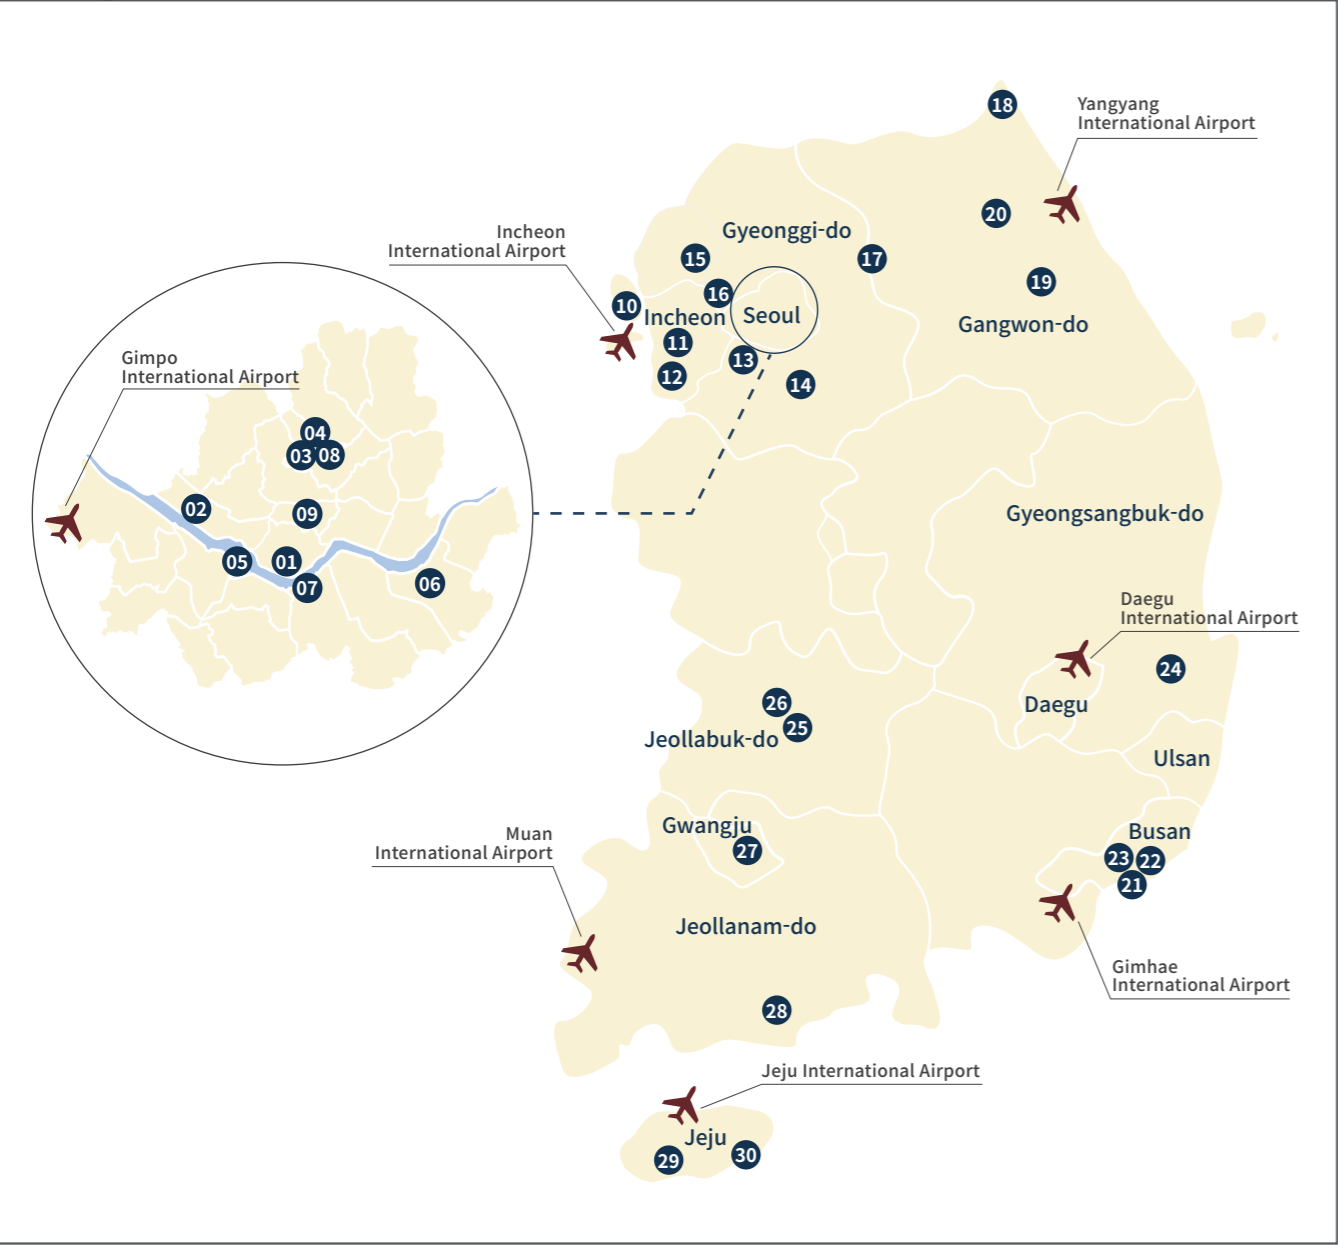 18
Yangyang
International Airport
20
Incheon
International Airport
Gyeonggi-do
15
17
16
19
10
Incheon
Seoul
Gangwon-do
11
13
12
14
Gimpo
International Airport
04
03
08
02
09
05
01
07
06
Gyeongsangbuk-do
Daegu
International Airport
24
26
Daegu
25
Jeollabuk-do
Ulsan
Gwangju
27
Busan
23
22
21
Muan
International Airport
Jeollanam-do
Gimhae
International Airport
28
Jeju International Airport
Jeju
29
30